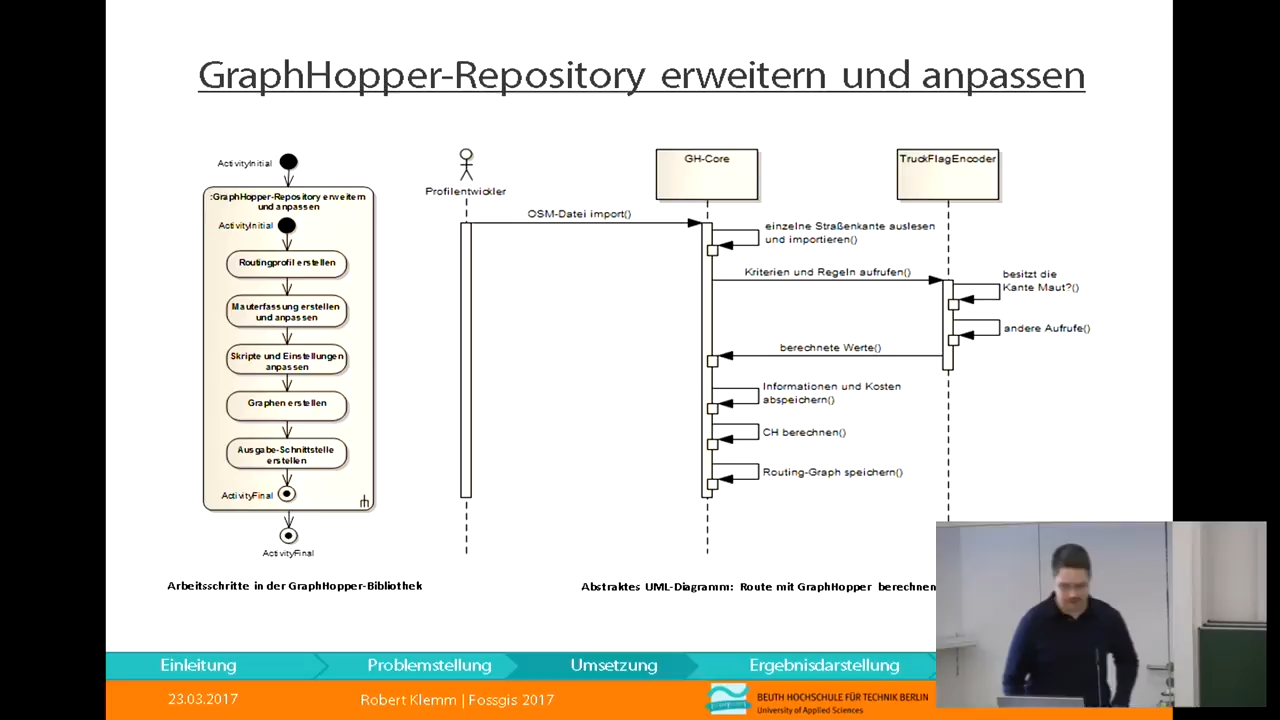 GraphHopper-Repository erweitern und anpassen
ActivityInitial
:GraphHopper-Repository erweitern
und anpassen
ActivityInitial
Routingprofil erstellen
Mauterfassung erstellen
und anpassen
Skripte und Einstellungen
anpassen
Graphen erstellen
Ausgabe-Schnittstelle
erstellen
ActivityFinal
ActivityFinal
Arbeitsschritte in der GraphHopper-Bibliothek
Profilentwickler
GH-Core
TruckFlagEncoder
OSM-Datei import()
einzelne Straßenkante auslesen
und importieren()
Kriterien und Regeln aufrufen()
besitzt die
Kante Maut?()
andere Aufrufe()
berechnete Werte()
Informationen und Kosten
abspeichern()
CH berechnen()
Routing-Graph speichern()
Abstraktes UML-Diagramm: Route mit GraphHopper berechnen
Einleitung
Problemstellung
Umsetzung
Ergebnisdarstellung
23.03.2017
Robert Klemm | Fossgis 2017
BEUTH HOCHSCHULE FÜR TECHNIK BERLIN
University of Applied Sciences